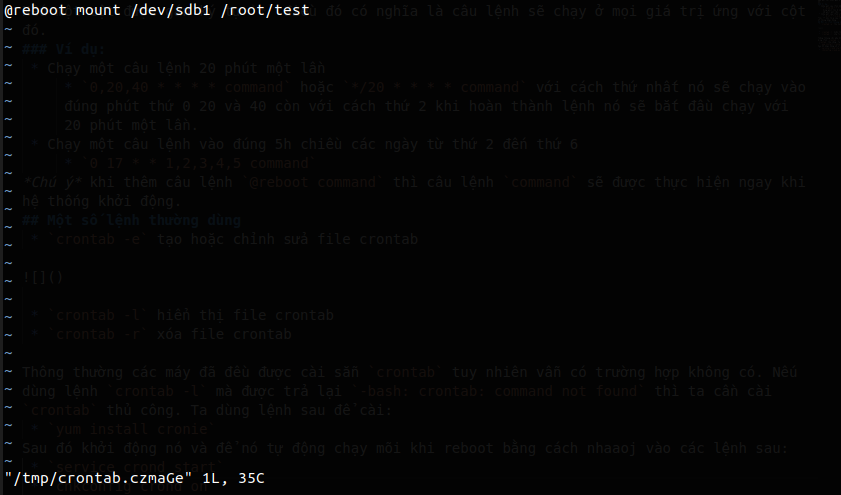 @reboot mount /dev/sdb1 /root/test
đó có nghĩa là câu lệnh sẽ chạy ở mọi giá trị ứng với cột
đó.
### Ví dụ:
* Chạy một câu lệnh 20 phút một lần
* `0,20,40 * * * * command` hoặc `*/20 * * * * command` với cách thứ nhất nó sẽ chạy vào
đúng phút thứ 0 20 và 40 còn với cách thứ 2 khi hoàn thành lệnh nó sẽ bắt đầu chạy với
20 phút một lần.
* Chạy một câu lệnh vào đúng 5h chiều các ngày từ thứ 2 đến thứ 6
* `0 17 * * 1,2,3,4,5 command`
*Chú ý* khi thêm câu lệnh `@reboot command` thì câu lệnh `command` sẽ được thực hiện ngay khi
hệ thống khởi động.
## Một số lệnh thường dùng
* `crontab -e` tạo hoặc chỉnh sửa file crontab
![]()
* `crontab -l` hiển thị file crontab
* `crontab -r` xóa file crontab
Thông thường các máy đã đều được cài sẵn `crontab` tuy nhiên vẫn có trường hợp không có. Nếu
dùng lệnh `crontab -l` mà được trả lại `-bash: crontab: command not found` thì ta cần cài
`crontab` thủ công. Ta dùng lệnh sau để cài:
* yum install cronie
Sau đó khởi động nó và để nó tự động chạy mỗi khi reboot bằng cách nhaaoj vào các lệnh sau:
* `service crond start`
"/tmp/crontab.czmaGe" 1L, 35C